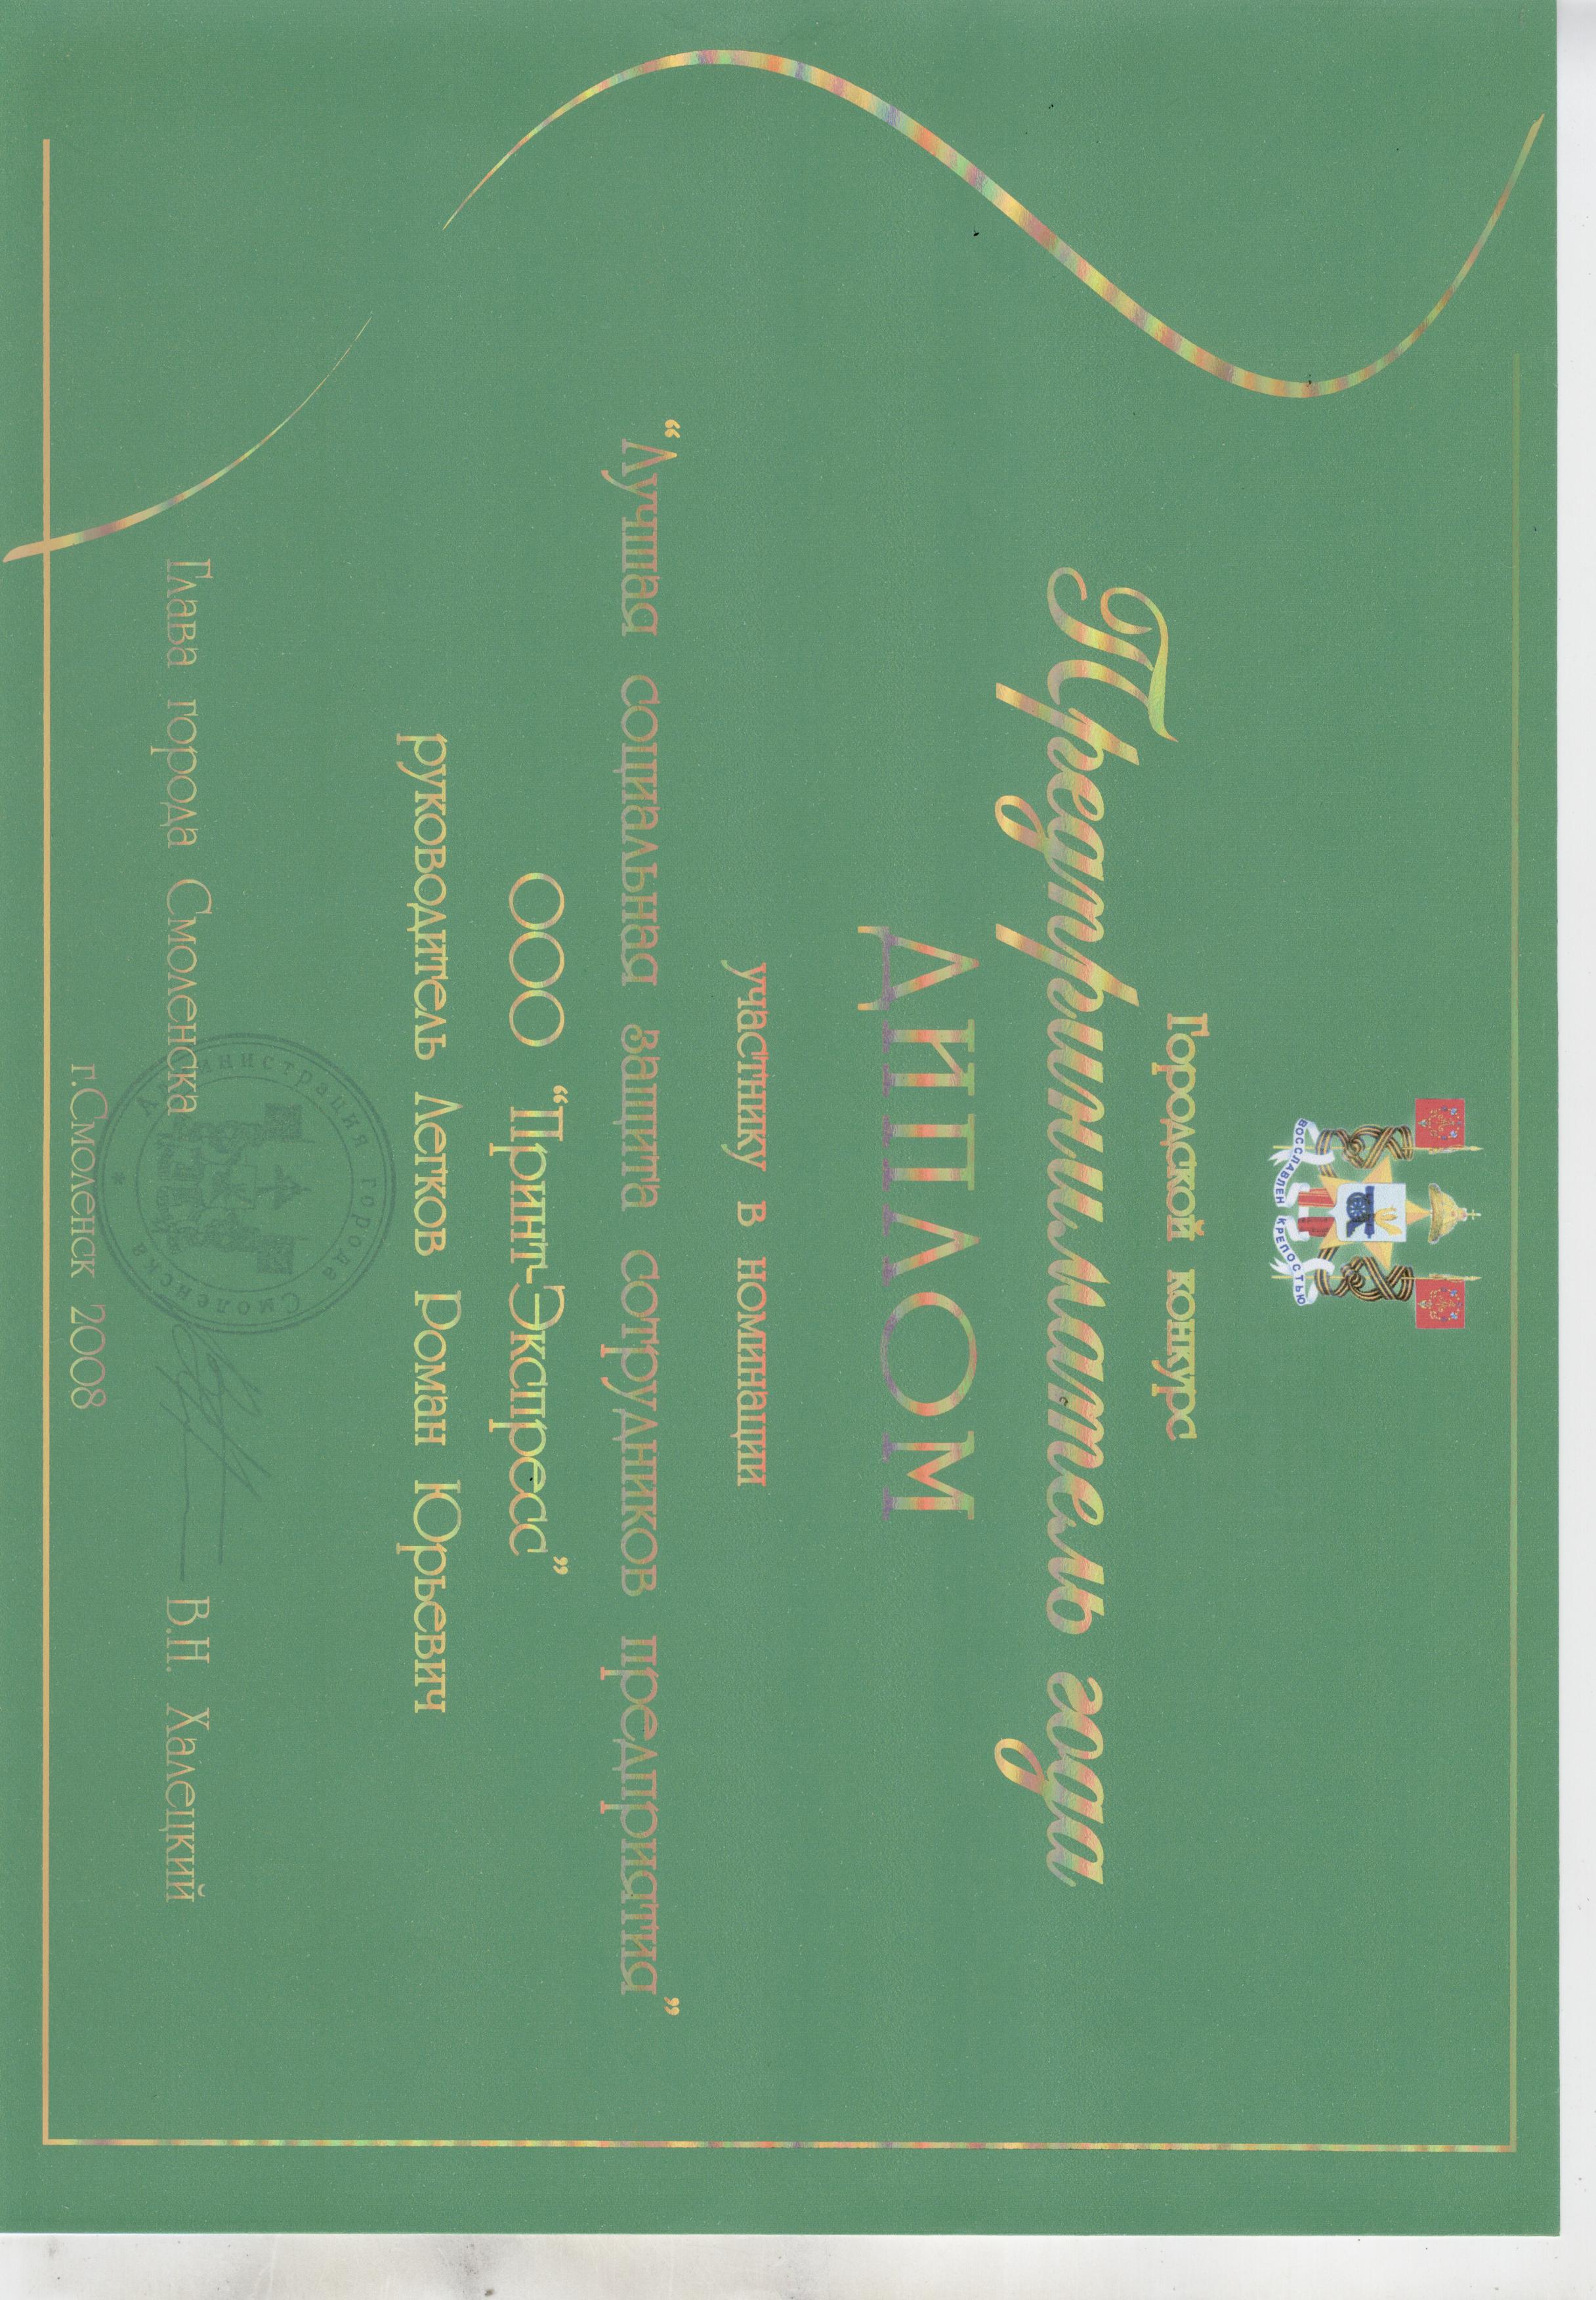 ВОССЛАВЛЕН КРЕПОСТЬЮ
Городской конкурс
Предприниматель года
ДИПЛОМ
участнику в номинации
“Лучшая социальная защита сотрудников предприятия”
ООО “Принт-Экспресс”
руководитель Легков Роман Юрьевич
Глава города Смоленска В.Н. Халецкий
Администрация города Смоленска
г.Смоленск 2008